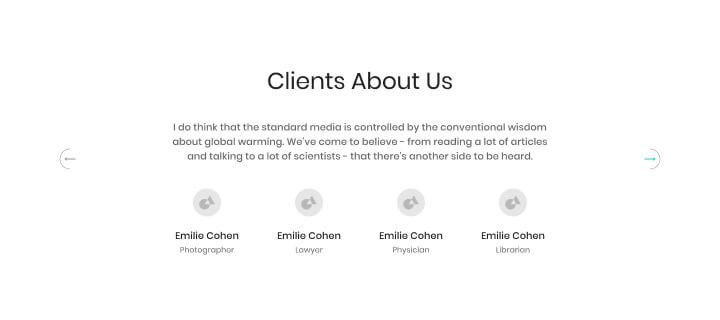 Clients About Us
I do think that the standard media is controlled by the conventional wisdom
about global warming. We've come to believe - from reading a lot of articles
and talking to a lot of scientists - that there's another side to be heard.
Emilie Cohen Emilie Cohen Emilie Cohen Emilie Cohen
Photographer Lawyer Physician Librarian